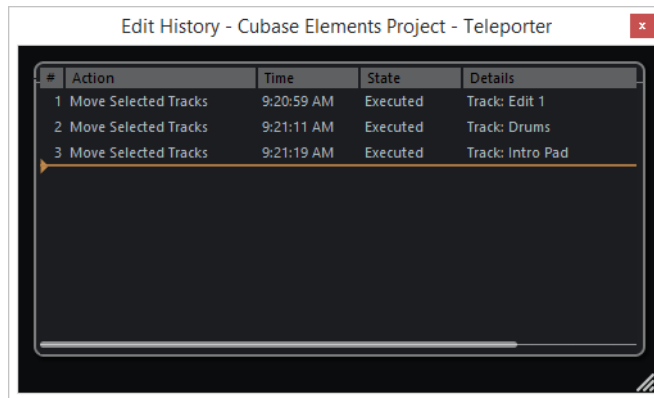 Edit History - Cubase Elements Project - Teleporter
x
# Action Time State Details
1 Move Selected Tracks 9:20:59 AM Executed Track: Edit 1
2 Move Selected Tracks 9:21:11 AM Executed Track: Drums
3 Move Selected Tracks 9:21:19 AM Executed Track: Intro Pad